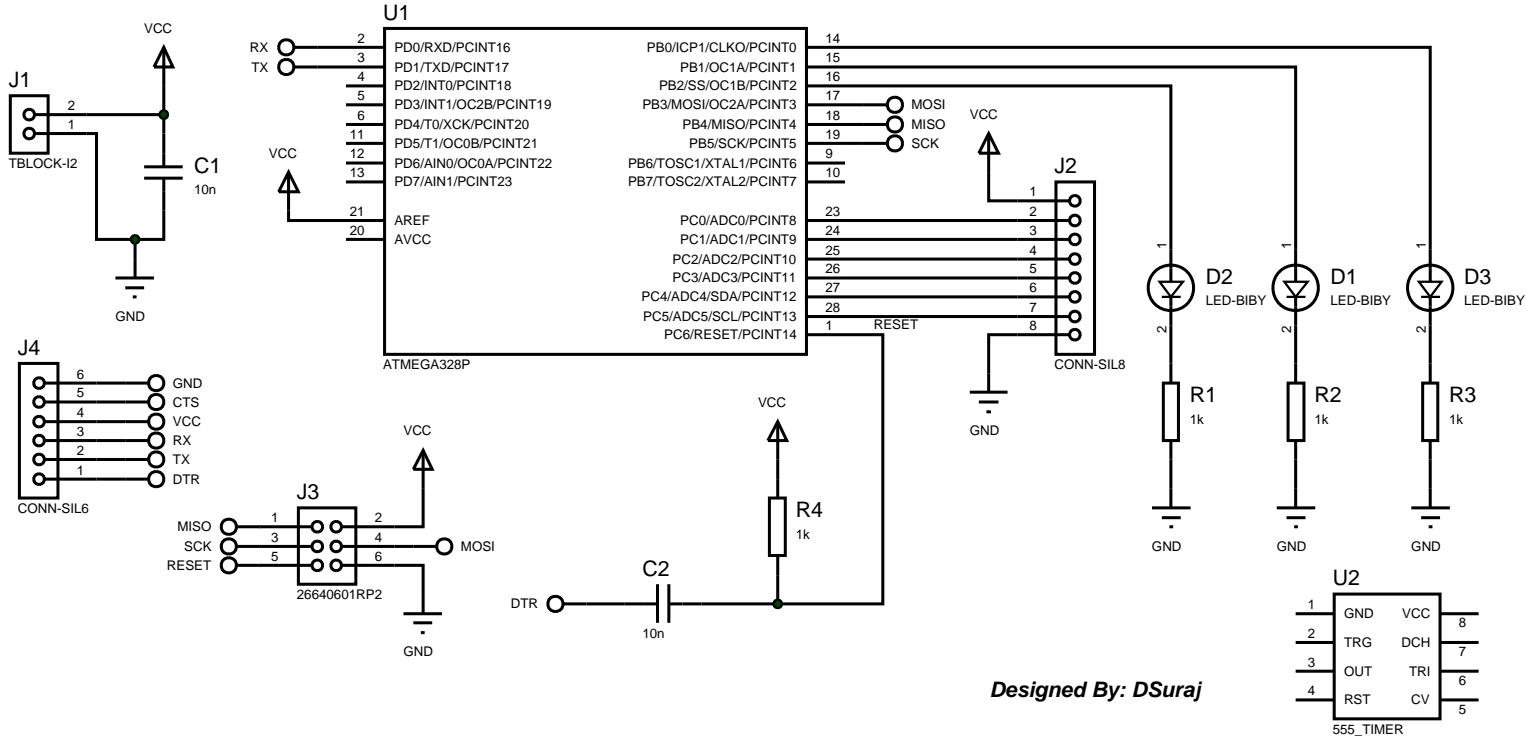 U1
VCC
J1
2
1
TBLOCK-I2
C1
10n
GND
RX
TX
VCC
2 PD0/RXD/PCINT16
3 PD1/TXD/PCINT17
4 PD2/INT0/PCINT18
5 PD3/INT1/OC2B/PCINT19
6 PD4/T0/XCK/PCINT20
11 PD5/T1/OC0B/PCINT21
12 PD6/AIN0/OC0A/PCINT22
13 PD7/AIN1/PCINT23
21 AREF
20 AVCC
PB0/ICP1/CLKO/PCINT0 14
PB1/OC1A/PCINT1 15
PB2/SS/OC1B/PCINT2 16
PB3/MOSI/OC2A/PCINT3 17 MOSI
PB4/MISO/PCINT4 18 MISO
PB5/SCK/PCINT5 19 SCK
PB6/TOSC1/XTAL1/PCINT6 9
PB7/TOSC2/XTAL2/PCINT7 10
PC0/ADC0/PCINT8 23
PC1/ADC1/PCINT9 24
PC2/ADC2/PCINT10 25
PC3/ADC3/PCINT11 26
PC4/ADC4/SDA/PCINT12 27
PC5/ADC5/SCL/PCINT13 28
PC6/RESET/PCINT14 1
RESET
ATMEGA328P
VCC
J2
1
2
3
4
5
6
7
8
CONN-SIL8
GND
1
D2
LED-BIBY
2
R1
1k
GND
1
D1
LED-BIBY
2
R2
1k
GND
1
D3
LED-BIBY
2
R3
1k
GND
J4
6 GND
5 CTS
4 VCC
3 RX
2 TX
1 DTR
CONN-SIL6
VCC
J3
MISO 1 2
SCK 3 4 MOSI
RESET 5 6
26640601RP2
GND
VCC
R4
1k
C2
DTR
10n
U2
1 GND VCC 8
2 TRG DCH 7
3 OUT TRI 6
4 RST CV 5
555_TIMER
Designed By: DSuraj